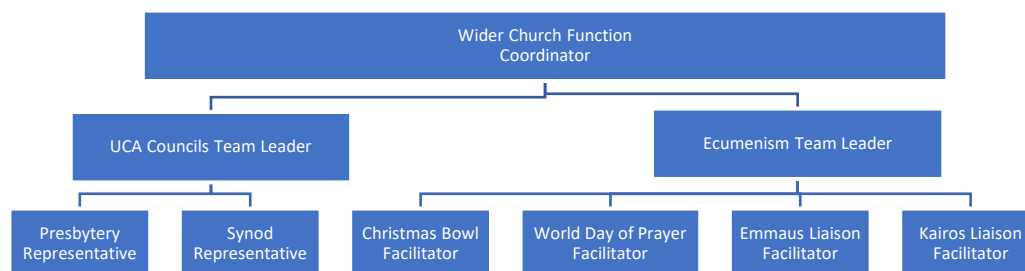 Wider Church Function
Coordinator
UCA Councils Team Leader
Ecumenism Team Leader
Presbytery
Representative
Synod
Representative
Christmas Bowl
Facilitator
World Day of Prayer
Facilitator
Emmaus Liaison
Facilitator
Kairos Liaison
Facilitator